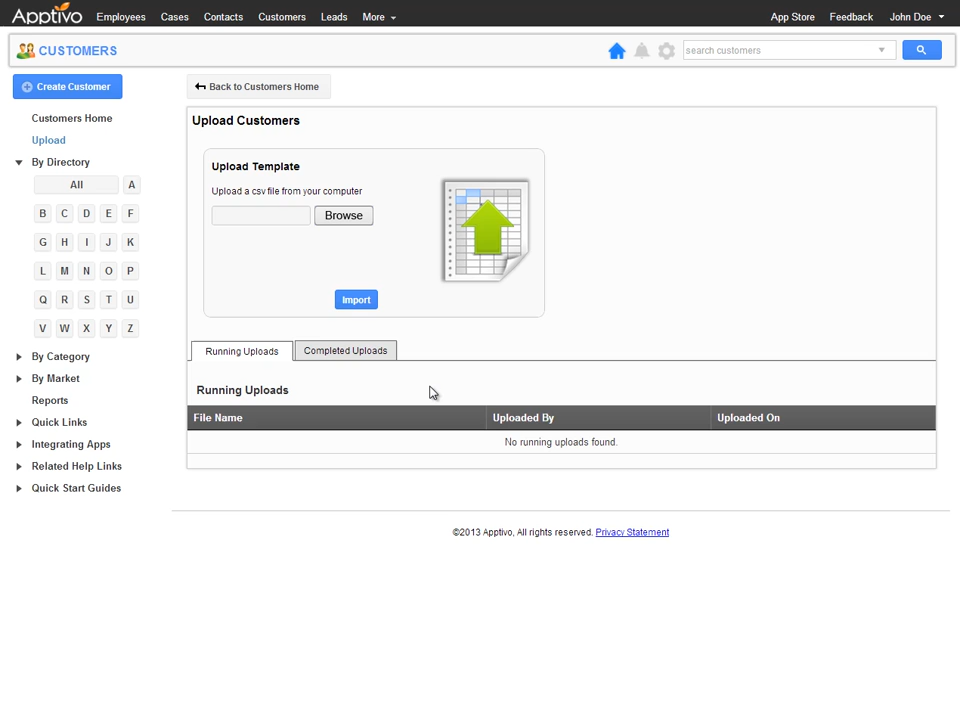 Apptivo Employees Cases Contacts Customers Leads More App Store Feedback John Doe
CUSTOMERS
search customers
Create Customer
Back to Customers Home
Customers Home
Upload
By Directory
All A
B C D E F
G H I J K
L M N O P
Q R S T U
V W X Y Z
By Category
By Market
Reports
Quick Links
Integrating Apps
Related Help Links
Quick Start Guides
Upload Customers
Upload Template
Upload a csv file from your computer
Browse
Import
Running Uploads Completed Uploads
Running Uploads
File Name Uploaded By Uploaded On
No running uploads found.
©2013 Apptivo, All rights reserved. Privacy Statement